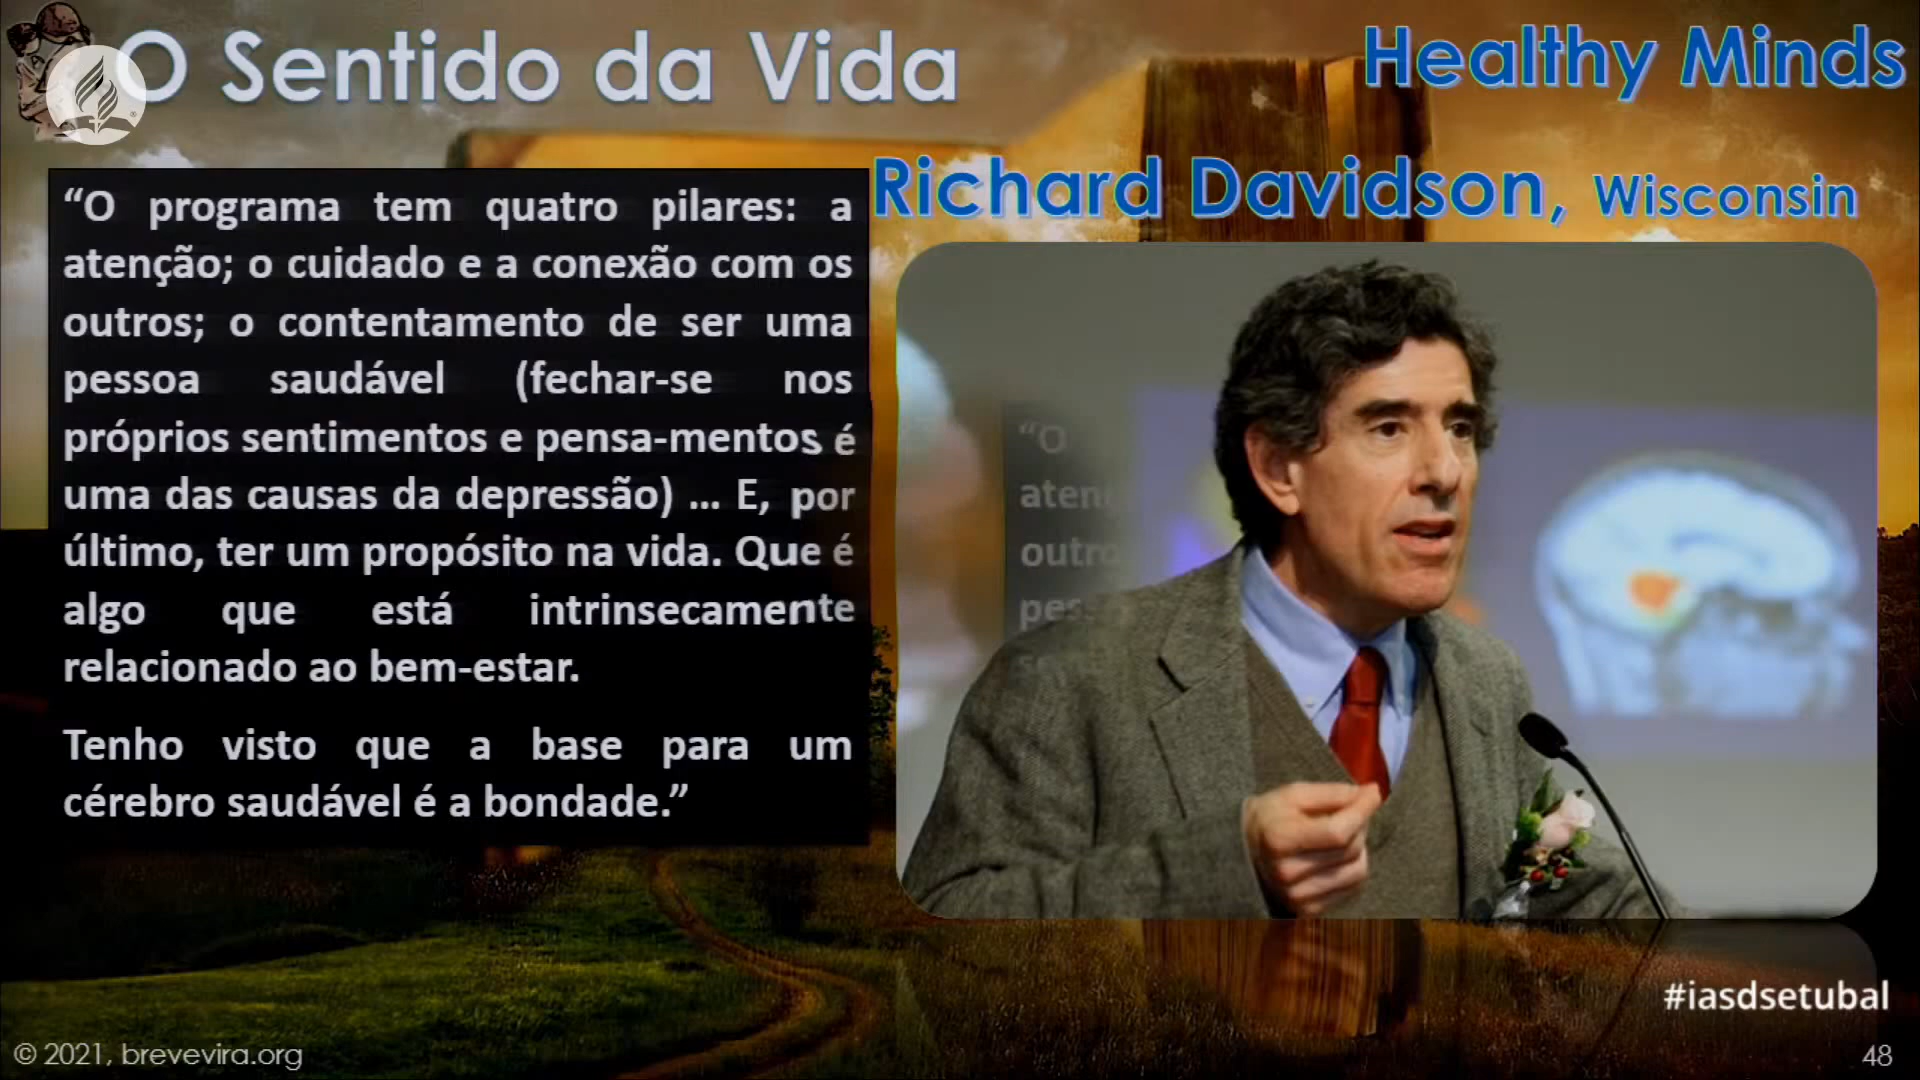 O Sentido da Vida
Healthy Minds
Richard Davidson, Wisconsin
“O programa tem quatro pilares: a
atenção; o cuidado e a conexão com os
outros; o contentamento de ser uma
pessoa saudável (fechar-se nos
próprios sentimentos e pensa-mentos é
uma das causas da depressão) ... E, por
último, ter um propósito na vida. Que é
algo que está intrinsecamente
relacionado ao bem-estar.
Tenho visto que a base para um
cérebro saudável é a bondade.”
“O
#iasdsetubal
© 2021, brevevira.org
48